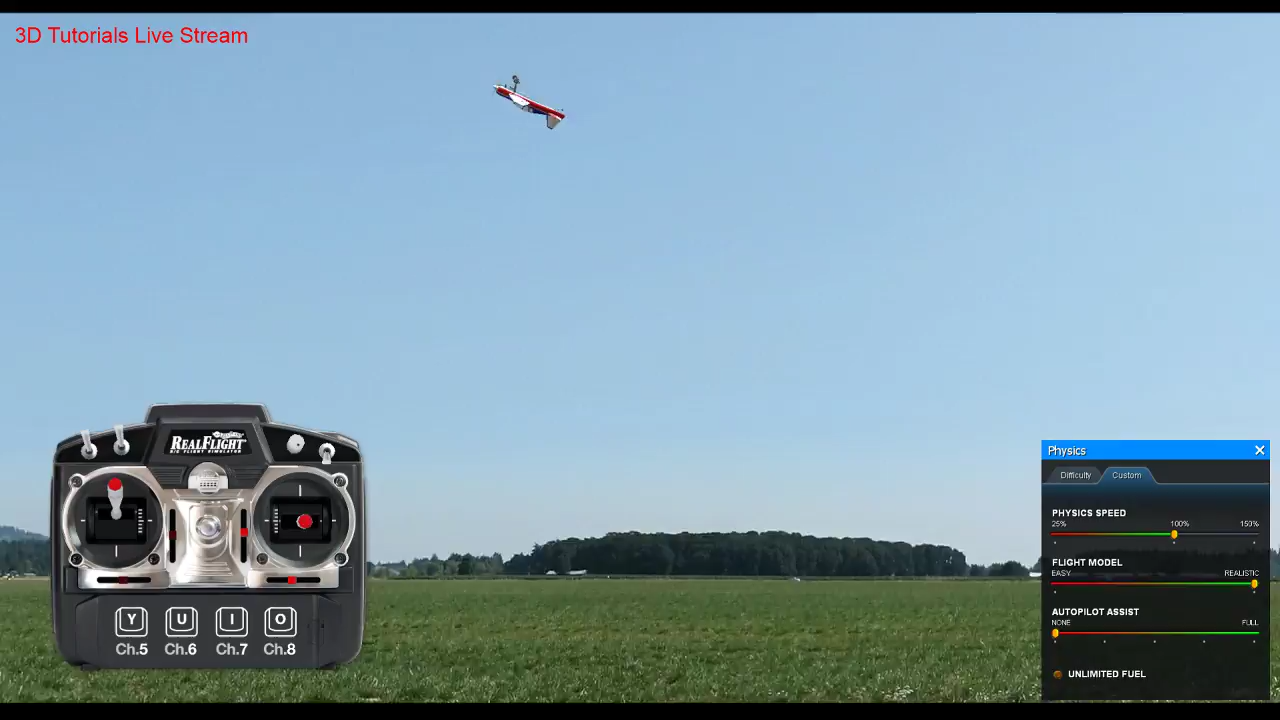 3D Tutorials Live Stream
REALFLIGHT
R/C FLIGHT SIMULATOR
Y U I O
Ch.5 Ch.6 Ch.7 Ch.8
Physics
Difficulty Custom
PHYSICS SPEED
25% 100% 150%
FLIGHT MODEL
EASY REALISTIC
AUTOPILOT ASSIST
NONE FULL
UNLIMITED FUEL